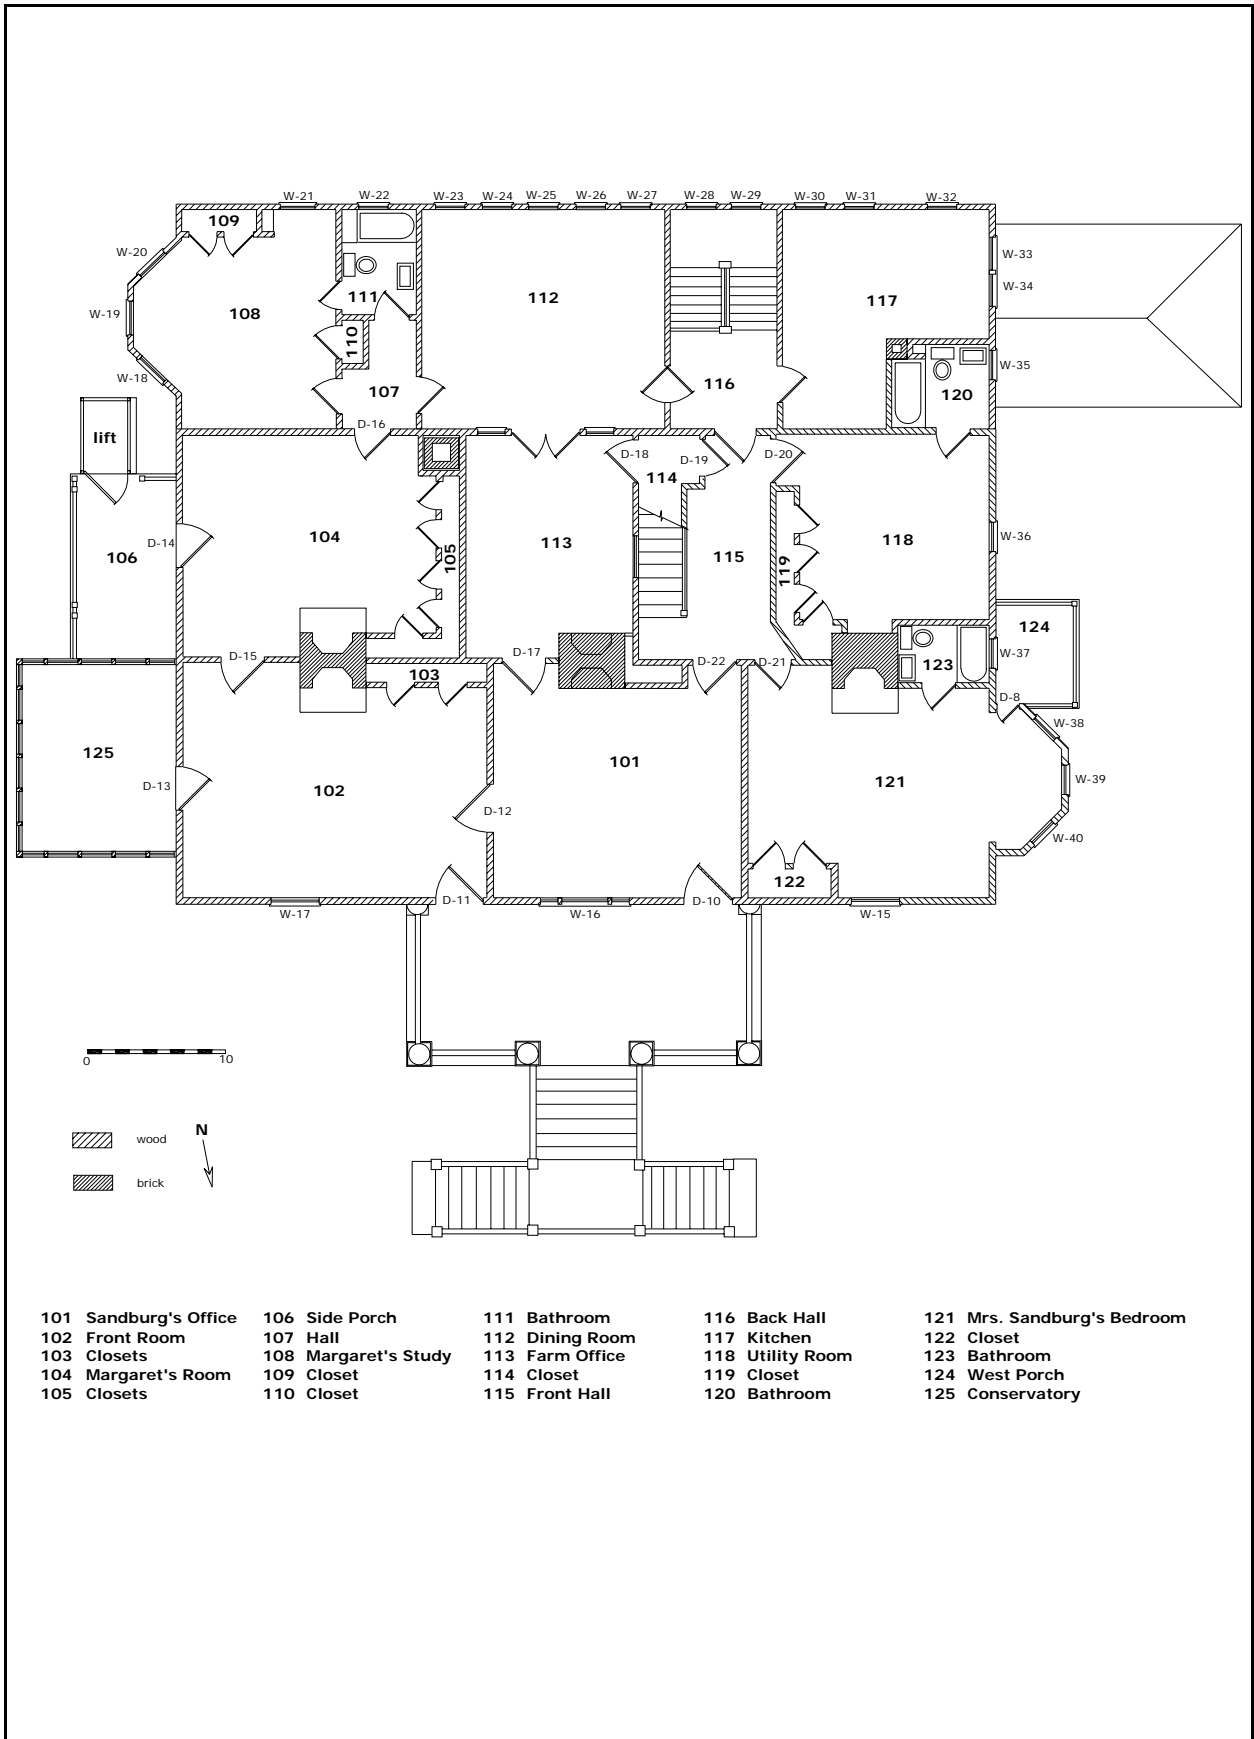 W-21 W-22 W-23 W-24 W-25 W-26 W-27 W-28 W-29 W-30 W-31 W-32
109
W-20
W-33
W-34
112
111
117
W-19
108
110
W-18
W-35
116
107
120
D-16
lift
D-18
D-19
D-20
114
W-36
D-14
104
113
118
106
105
115
119
124
D-15
D-17
D-22
D-21
123
W-37
103
D-8
W-38
125
101
W-39
D-13
102
121
D-12
W-40
122
D-11
D-10
W-17
W-16
W-15
0 10
N
wood
brick
101 Sandburg's Office 106 Side Porch 111 Bathroom 116 Back Hall 121 Mrs. Sandburg's Bedroom
102 Front Room 107 Hall 112 Dining Room 117 Kitchen 122 Closet
103 Closets 108 Margaret's Study 113 Farm Office 118 Utility Room 123 Bathroom
104 Margaret's Room 109 Closet 114 Closet 119 Closet 124 West Porch
105 Closets 110 Closet 115 Front Hall 120 Bathroom 125 Conservatory